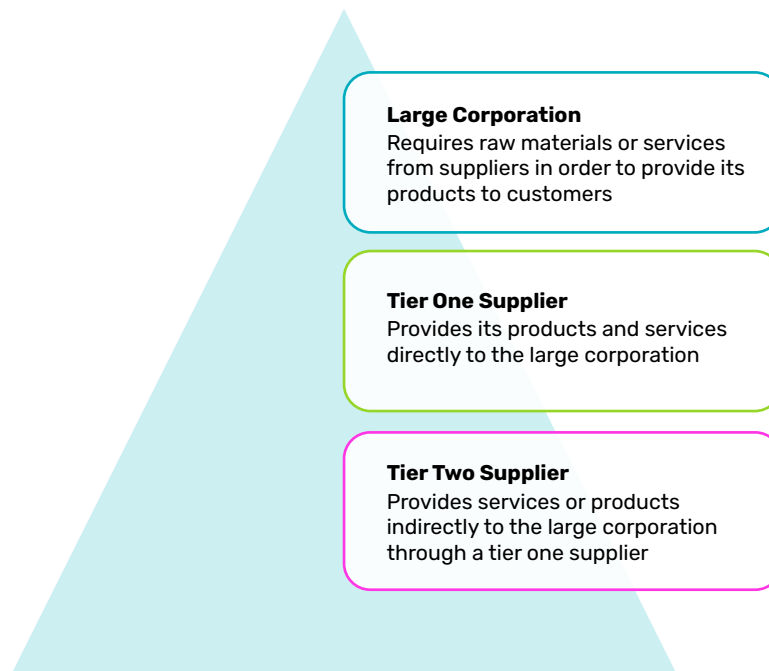 Large Corporation
Requires raw materials or services
from suppliers in order to provide its
products to customers
Tier One Supplier
Provides its products and services
directly to the large corporation
Tier Two Supplier
Provides services or products
indirectly to the large corporation
through a tier one supplier